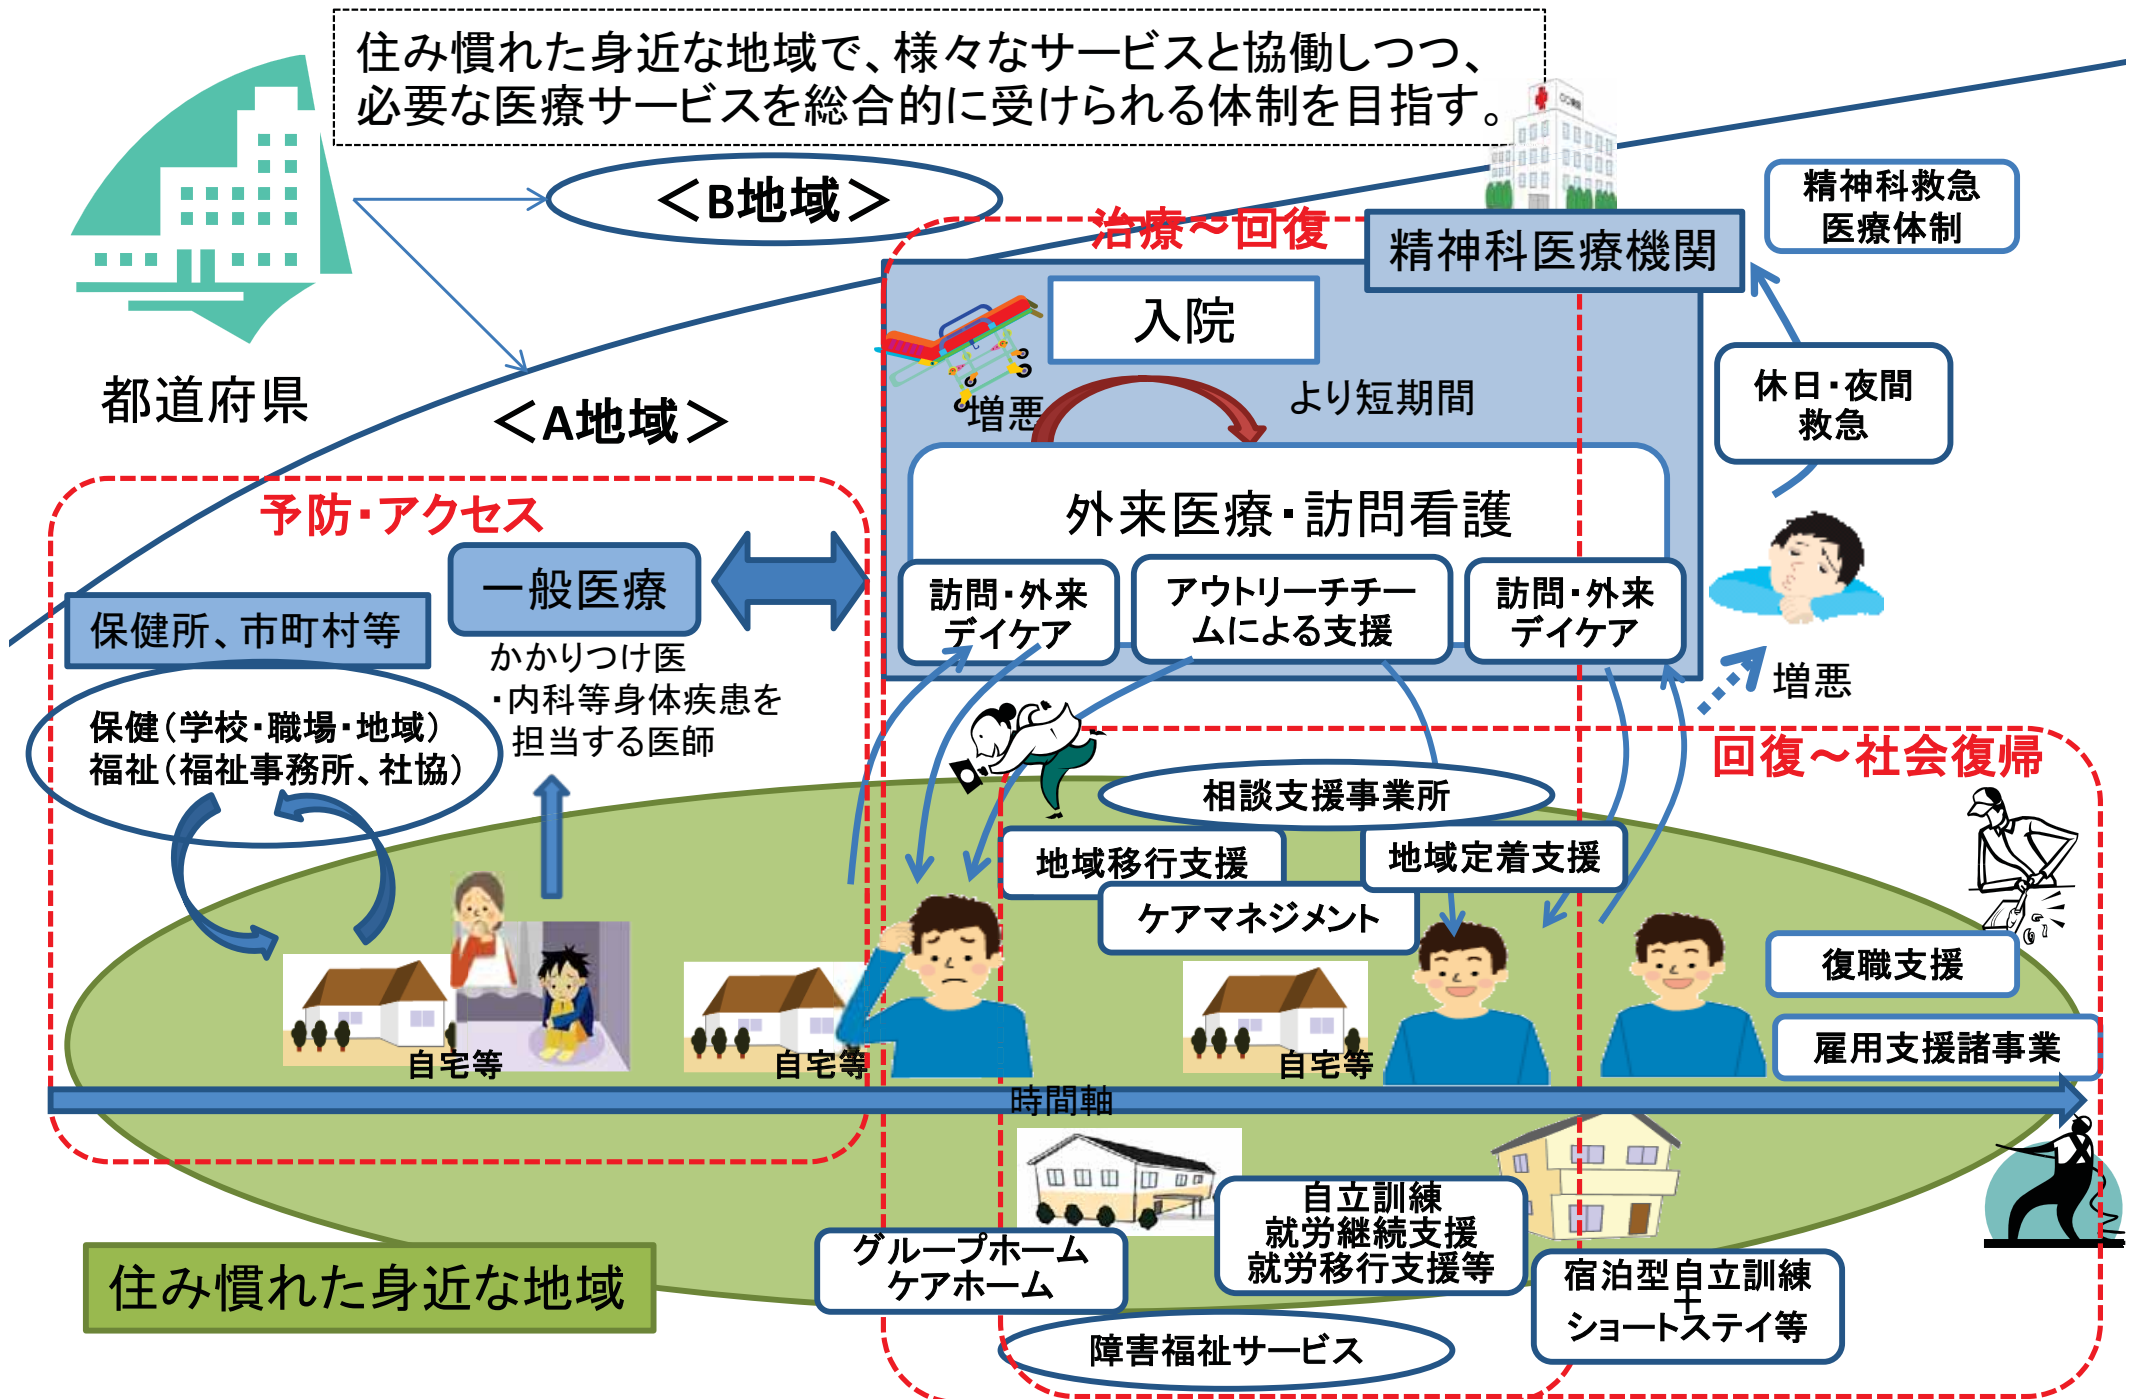 住み慣れた身近な地域で、様々なサービスと協働しつつ、
必要な医療サービスを総合的に受けられる体制を目指す。
＜B地域＞
都道府県
＜A地域＞
治療～回復
精神科医療機関
精神科救急
医療体制
入院
増悪
より短期間
休日・夜間
救急
外来医療・訪問看護
訪問・外来
デイケア
アウトリーチチー
ムによる支援
訪問・外来
デイケア
増悪
予防・アクセス
一般医療
かかりつけ医
・内科等身体疾患を
担当する医師
保健所、市町村等
保健（学校・職場・地域）
福祉（福祉事務所、社協）
回復～社会復帰
相談支援事業所
地域移行支援
地域定着支援
ケアマネジメント
復職支援
雇用支援諸事業
自宅等
自宅等
自宅等
時間軸
自立訓練
就労継続支援
就労移行支援等
グループホーム
ケアホーム
宿泊型自立訓練
＋
ショートステイ等
障害福祉サービス
住み慣れた身近な地域